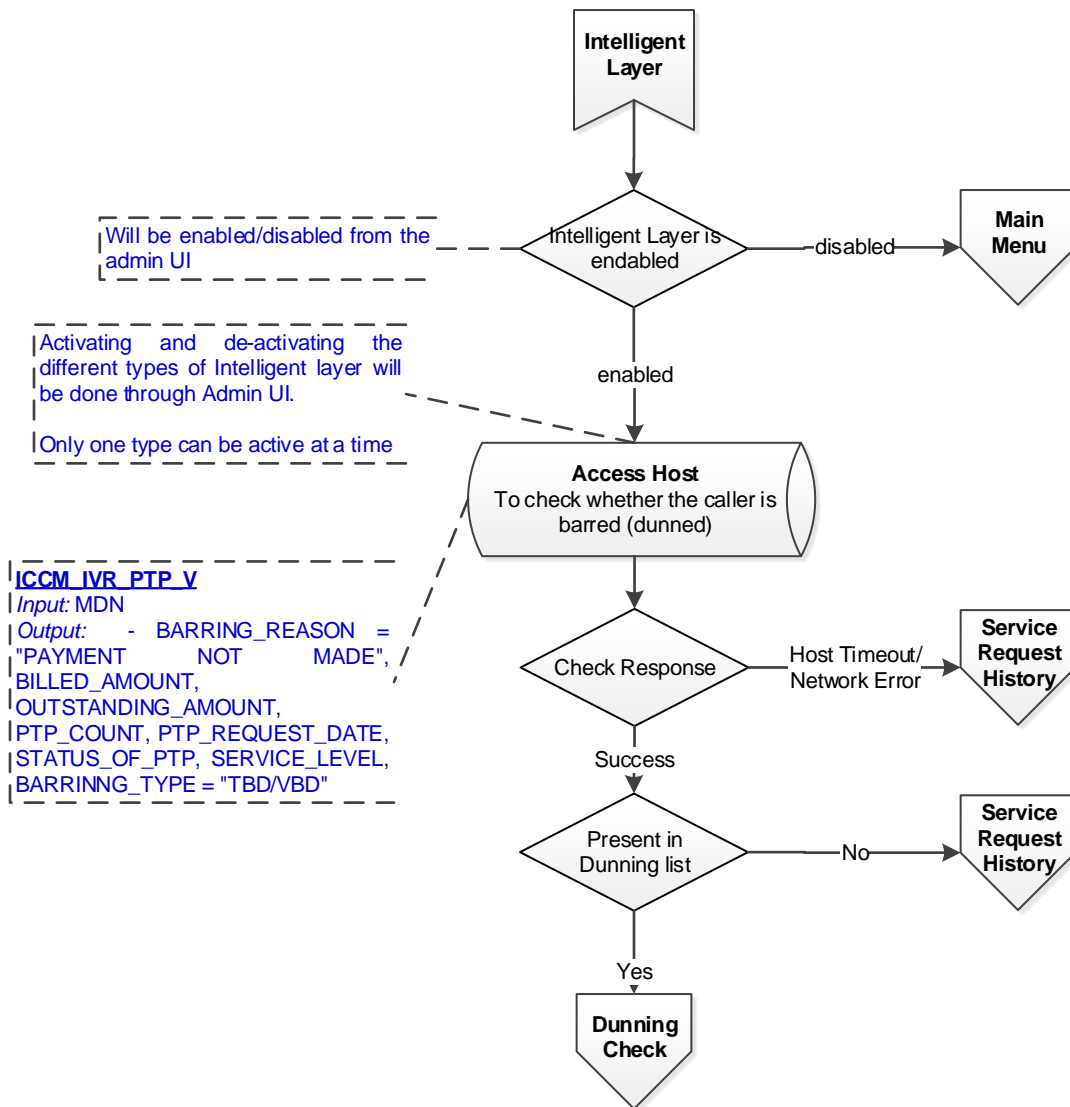 Intelligent
Layer
Will be enabled/disabled from the
admin UI
Intelligent Layer is
endabled
disabled
Main
Menu
Activating and de-activating the
different types of Intelligent layer will
be done through Admin UI.
Only one type can be active at a time
enabled
Access Host
To check whether the caller is
barred (dunned)
ICCM_IVR_PTP_V
Input: MDN
Output: - BARRING_REASON =
"PAYMENT NOT MADE",
BILLED_AMOUNT,
OUTSTANDING_AMOUNT,
PTP_COUNT, PTP_REQUEST_DATE,
STATUS_OF_PTP, SERVICE_LEVEL,
BARRINNG_TYPE = "TBD/VBD"
Check Response
Host Timeout/
Network Error
Service
Request
History
Success
Present in
Dunning list
No
Service
Request
History
Yes
Dunning
Check